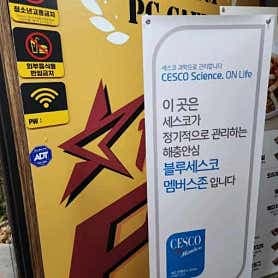 청소년고용금지
외부음식물
반입금지
PW :
ADT
세스코 과학으로 관리합니다
CESCO Science. ON Life
이 곳은
세스코가
정기적으로 관리하는
해충안심
블루세스코
멤버스존 입니다
CESCO
Members